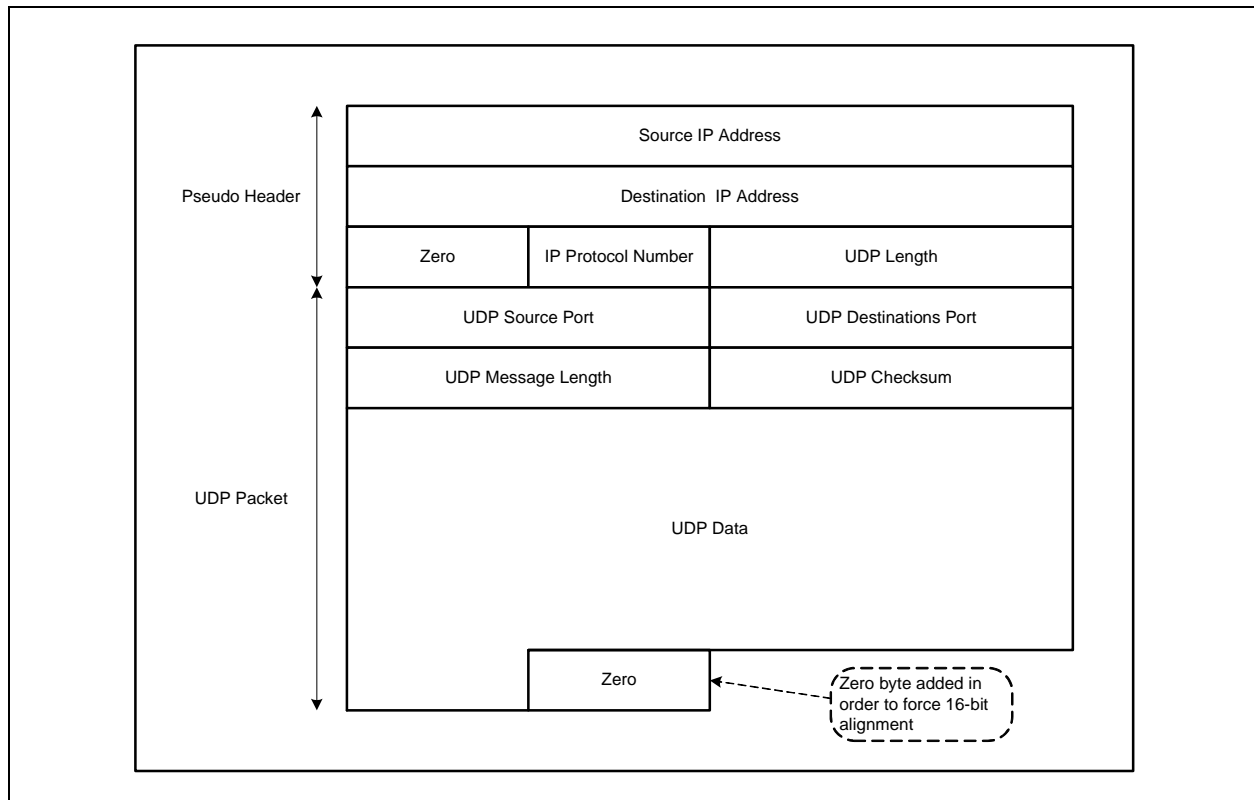 Source IP Address
Pseudo Header
Destination IP Address
Zero
IP Protocol Number
UDP Length
UDP Source Port
UDP Destinations Port
UDP Message Length
UDP Checksum
UDP Packet
UDP Data
Zero
Zero byte added in
order to force 16-bit
alignment